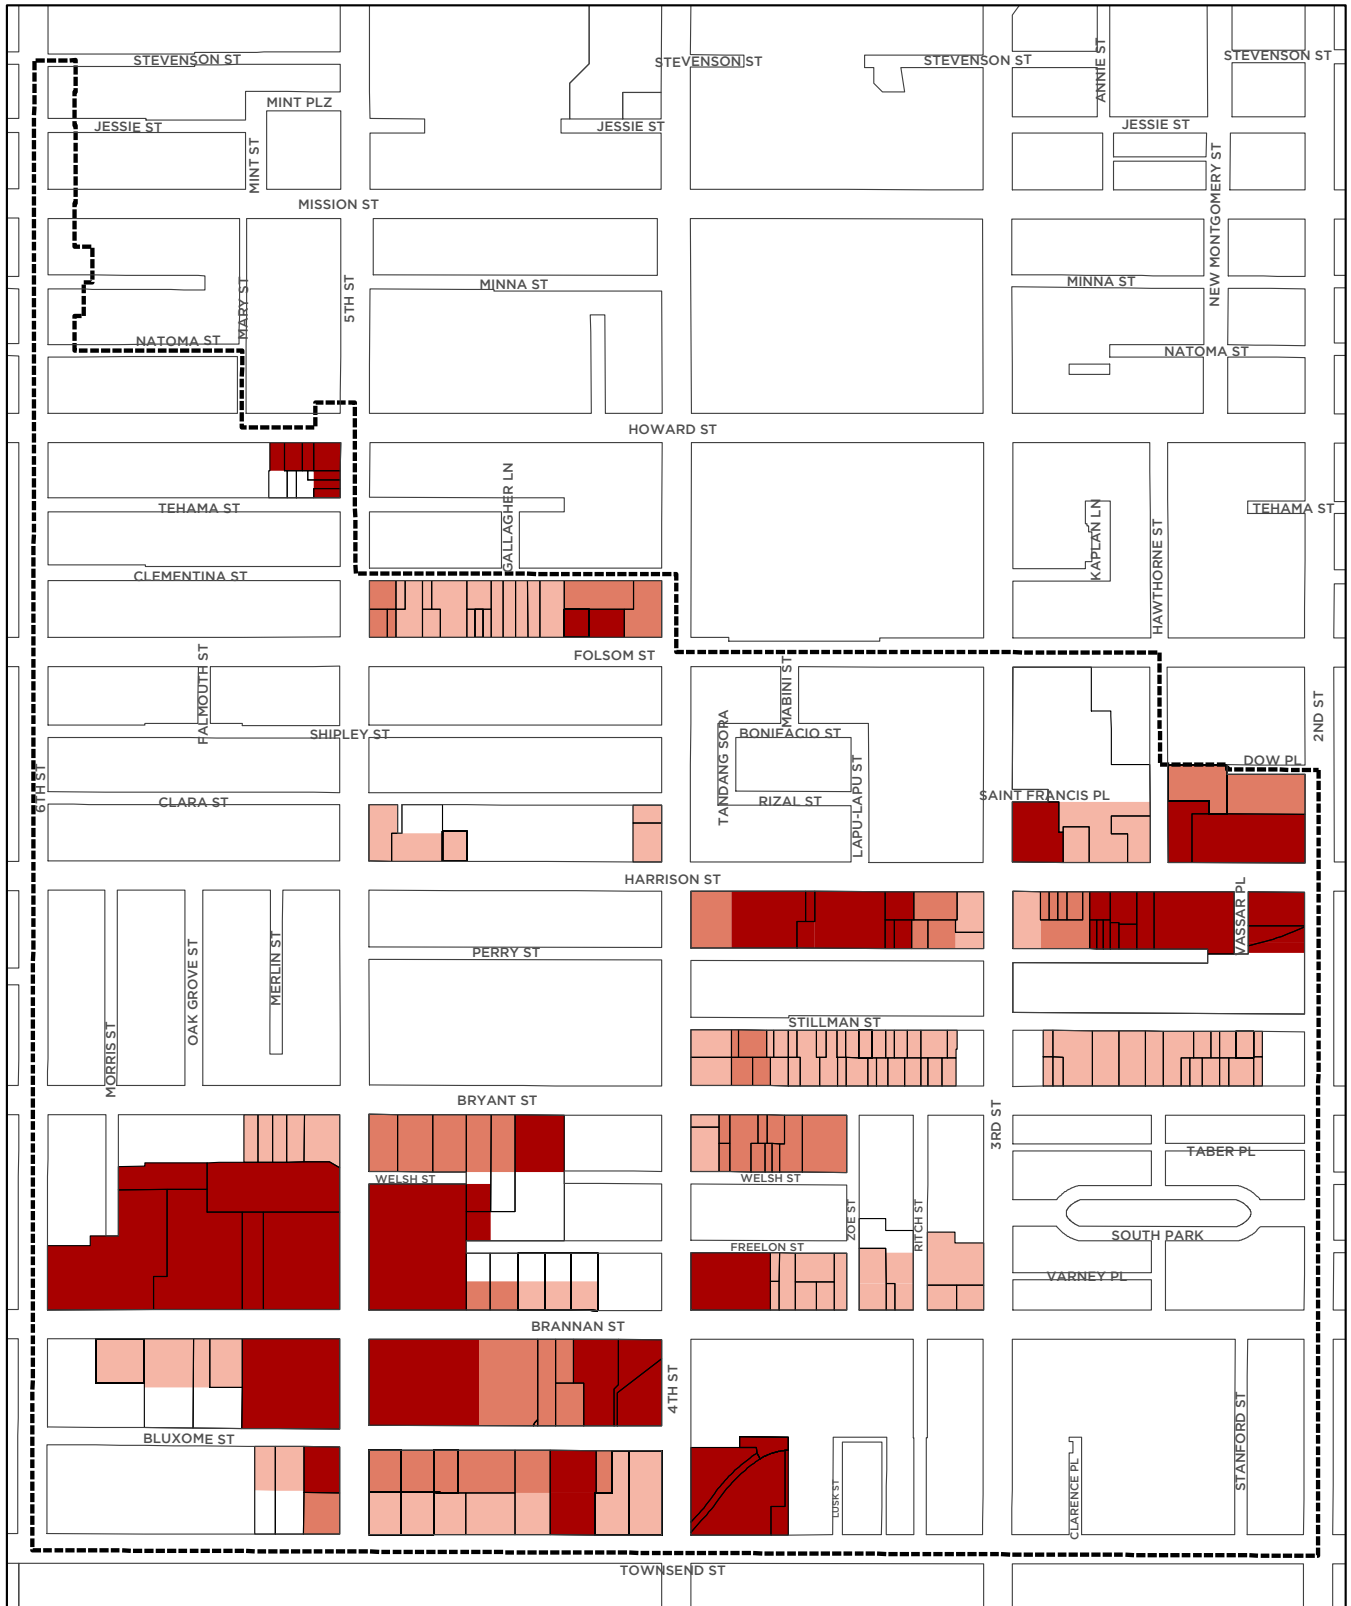 STEVENSON ST
STEVENSON ST
STEVENSON ST
STEVENSON ST
ANNIE ST
MINT PLZ
JESSIE ST
JESSIE ST
JESSIE ST
MINT ST
NEW MONTGOMERY ST
MISSION ST
MINNA ST
MINNA ST
MARY ST
5TH ST
NATOMA ST
NATOMA ST
HOWARD ST
GALLAGHER LN
KAPLAN LN
HAWTHORNE ST
TEHAMA ST
TEHAMA ST
CLEMENTINA ST
FOLSOM ST
FALMOUTH ST
MABINI ST
2ND ST
SHIPLEY ST
TANDANG SORA
BONIFACIO ST
LAPU-LAPU ST
DOW PL
6TH ST
CLARA ST
RIZAL ST
SAINT FRANCIS PL
HARRISON ST
VASSAR PL
OAK GROVE ST
MERLIN ST
PERRY ST
STILLMAN ST
MORRIS ST
BRYANT ST
3RD ST
WELSH ST
WELSH ST
TABER PL
ZOE ST
RITCH ST
SOUTH PARK
FREELON ST
VARNEY PL
BRANNAN ST
4TH ST
STANFORD ST
BLUXOME ST
LUSK ST
CLARENCE PL
TOWNSEND ST